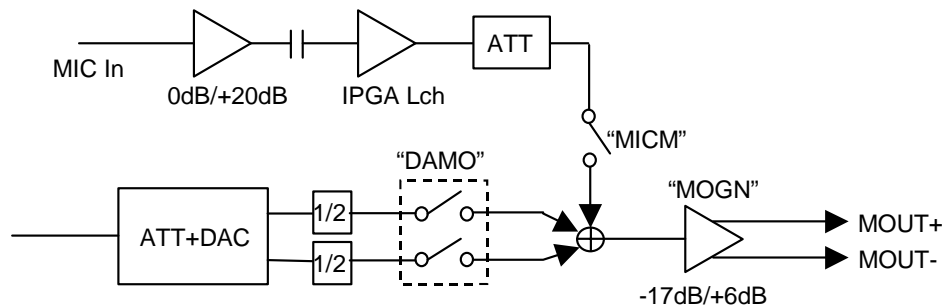 ATT
MIC In
0dB/+20dB
IPGA Lch
“MICM”
“DAMO”
“MOGN”
1/2
ATT+DAC
1/2
MOUT+
MOUT-
-17dB/+6dB